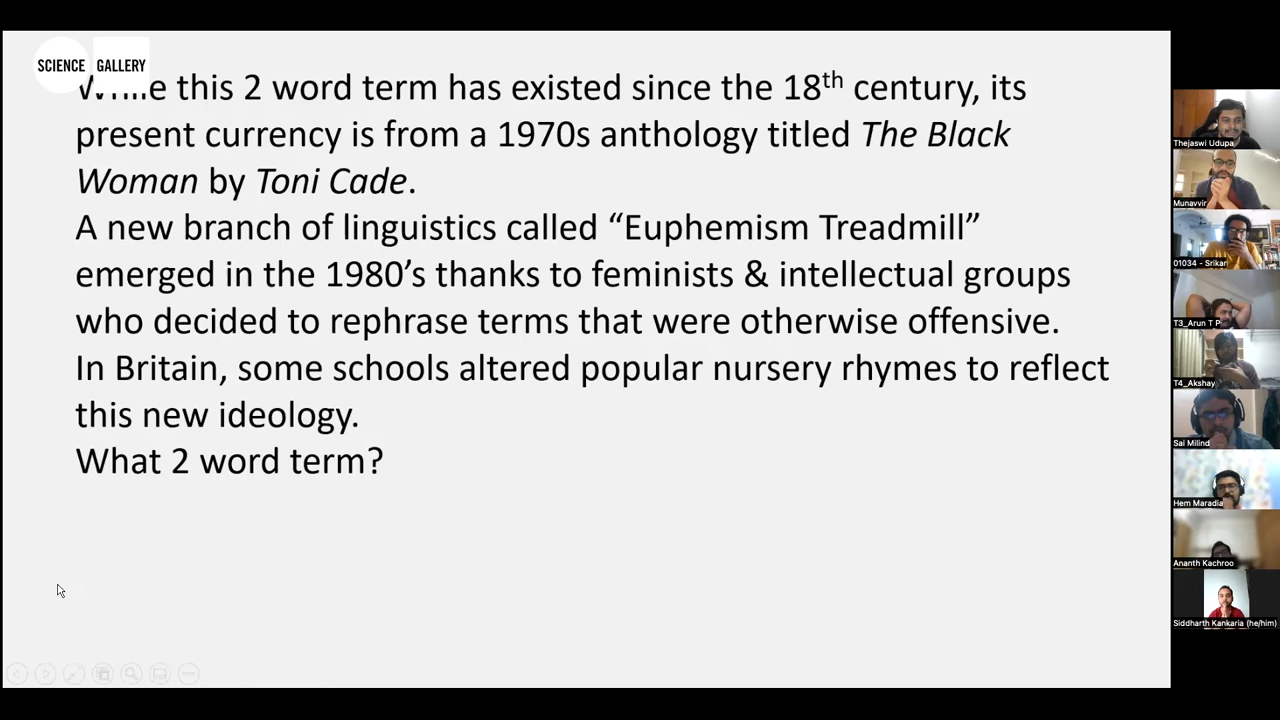 SCIENCE GALLERY
While this 2 word term has existed since the 18th century, its
present currency is from a 1970s anthology titled The Black
Woman by Toni Cade.
A new branch of linguistics called “Euphemism Treadmill”
emerged in the 1980’s thanks to feminists & intellectual groups
who decided to rephrase terms that were otherwise offensive.
In Britain, some schools altered popular nursery rhymes to reflect
this new ideology.
What 2 word term?
Thejaswi Udupa
Munavvir
01034 - Srikar
T3_Arun T P
T4_Akshay
Sai Milind
Hem Maradia
Ananth Kachroo
Siddharth Kankaria (he/him)